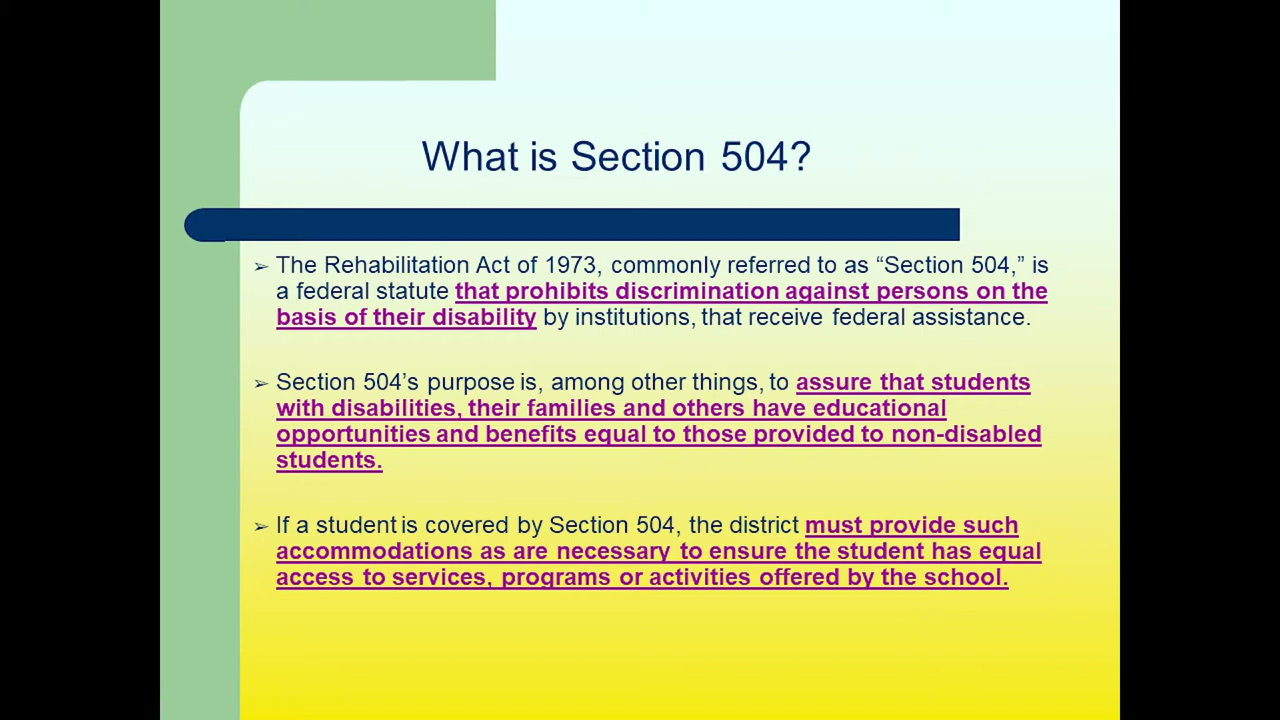 What is Section 504?
➢ The Rehabilitation Act of 1973, commonly referred to as “Section 504,” is
a federal statute that prohibits discrimination against persons on the
basis of their disability by institutions, that receive federal assistance.
➢ Section 504’s purpose is, among other things, to assure that students
with disabilities, their families and others have educational
opportunities and benefits equal to those provided to non-disabled
students.
➢ If a student is covered by Section 504, the district must provide such
accommodations as are necessary to ensure the student has equal
access to services, programs or activities offered by the school.